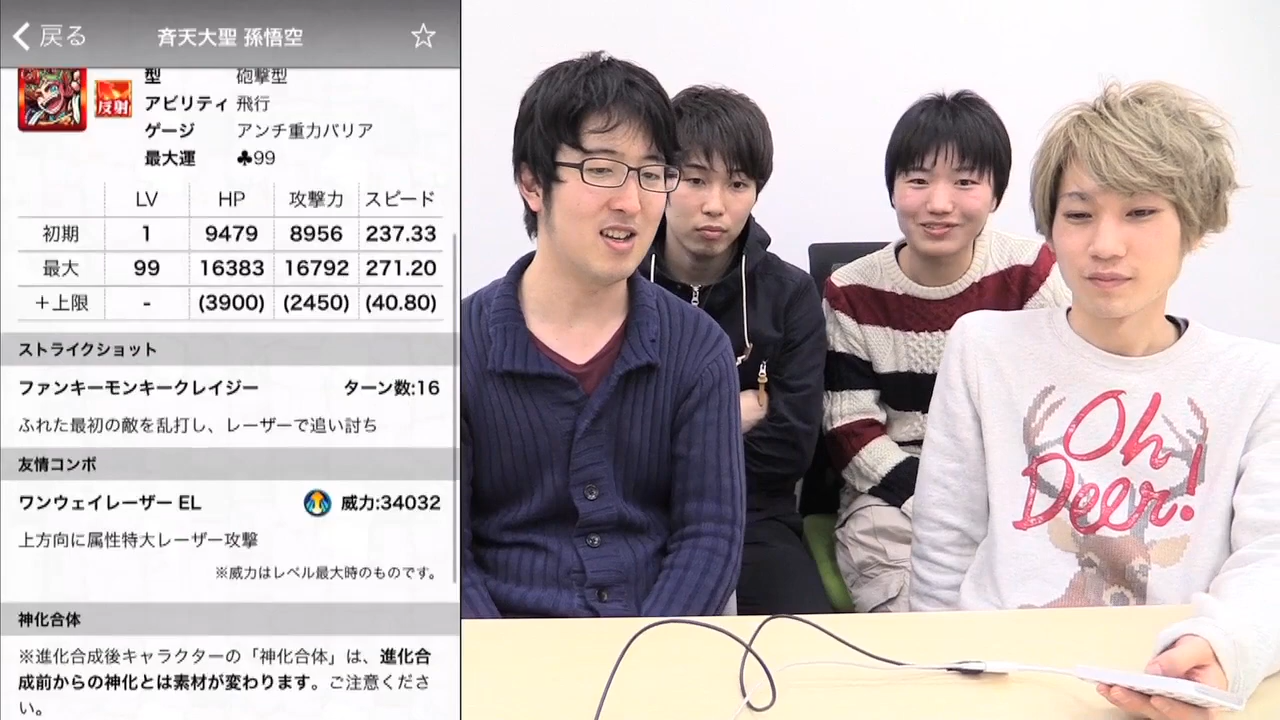 戻る 斉天大聖 孫悟空 ☆
型 砲撃型
反射
アビリティ 飛行
ゲージ アンチ重力バリア
最大運 ♣99
LV HP 攻撃力 スピード
初期 1 9479 8956 237.33
最大 99 16383 16792 271.20
+上限 - (3900) (2450) (40.80)
ストライクショット
ファンキーモンキークレイジー ターン数:16
ふれた最初の敵を乱打し、レーザーで追い討ち
友情コンボ
ワンウェイレーザー EL 威力:34032
上方向に属性特大レーザー攻撃
※威力はレベル最大時のものです。
神化合体
※進化合成後キャラクターの「神化合体」は、進化合
成前からの神化とは素材が変わります。ご注意くださ
い。
Oh
Deer!